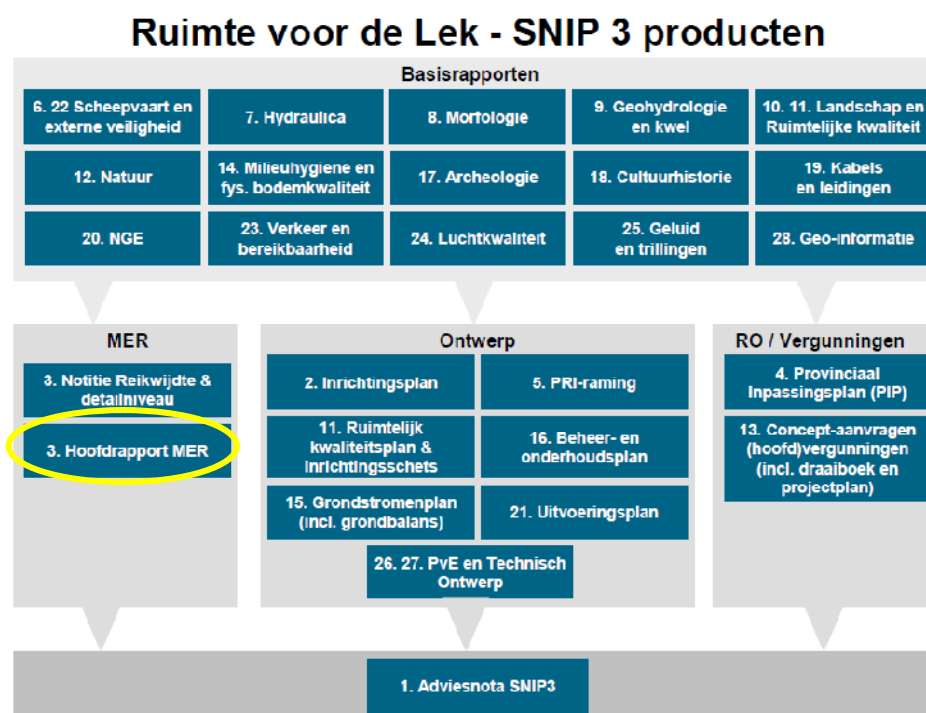 Ruimte voor de Lek - SNIP 3 producten
Basisrapporten
6. 22 Scheepvaart en
externe veiligheid
7. Hydraulica
8. Morfologie
9. Geohydrologie
en kwel
10. 11. Landschap en
Ruimtelijke kwaliteit
12. Natuur
14. Milieuhygiene en
fys. bodemkwaliteit
17. Archeologie
18. Cultuurhistorie
19. Kabels
en leidingen
20. NGE
23. Verkeer en
bereikbaarheid
24. Luchtkwaliteit
25. Geluid
en trillingen
28. Geo-informatie
MER
3. Notitie Reikwijdte &
detailniveau
3. Hoofdrapport MER
Ontwerp
2. Inrichtingsplan
5. PRI-raming
11. Ruimtelijk
kwaliteitsplan &
Inrichtingsschets
16. Beheer- en
onderhoudsplan
15. Grondstromenplan
(incl. grondbalans)
21. Uitvoeringsplan
26. 27. PvE en Technisch
Ontwerp
RO / Vergunningen
4. Provinciaal
Inpassingsplan (PIP)
13. Concept-aanvragen
(hoofd)vergunningen
(incl. draaiboek en
projectplan)
1. Adviesnota SNIP3